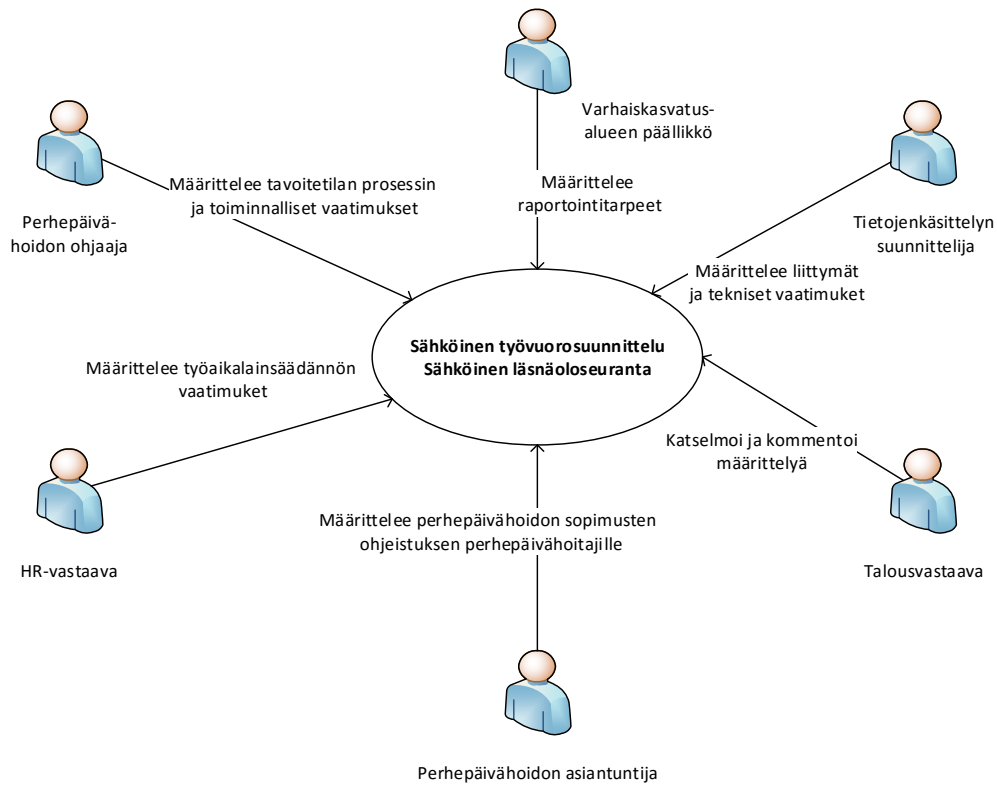 Varhaiskasvatus-
alueen päällikkö
Määrittelee
raportointitarpeet
Perhepäivä-
hoidon ohjaaja
Määrittelee tavoitetilan prosessin
ja toiminnalliset vaatimukset
Tietojenkäsittelyn
suunnittelija
Määrittelee liittymät
ja tekniset vaatimuket
Sähköinen työvuorosuunnittelu
Sähköinen läsnäoloseuranta
Määrittelee työaikalainsäädännön
vaatimuket
HR-vastaava
Katselmoi ja kommentoi
määrittelyä
Talousvastaava
Määrittelee perhepäivähoidon sopimusten
ohjeistuksen perhepäivähoitajille
Perhepäivähoidon asiantuntija